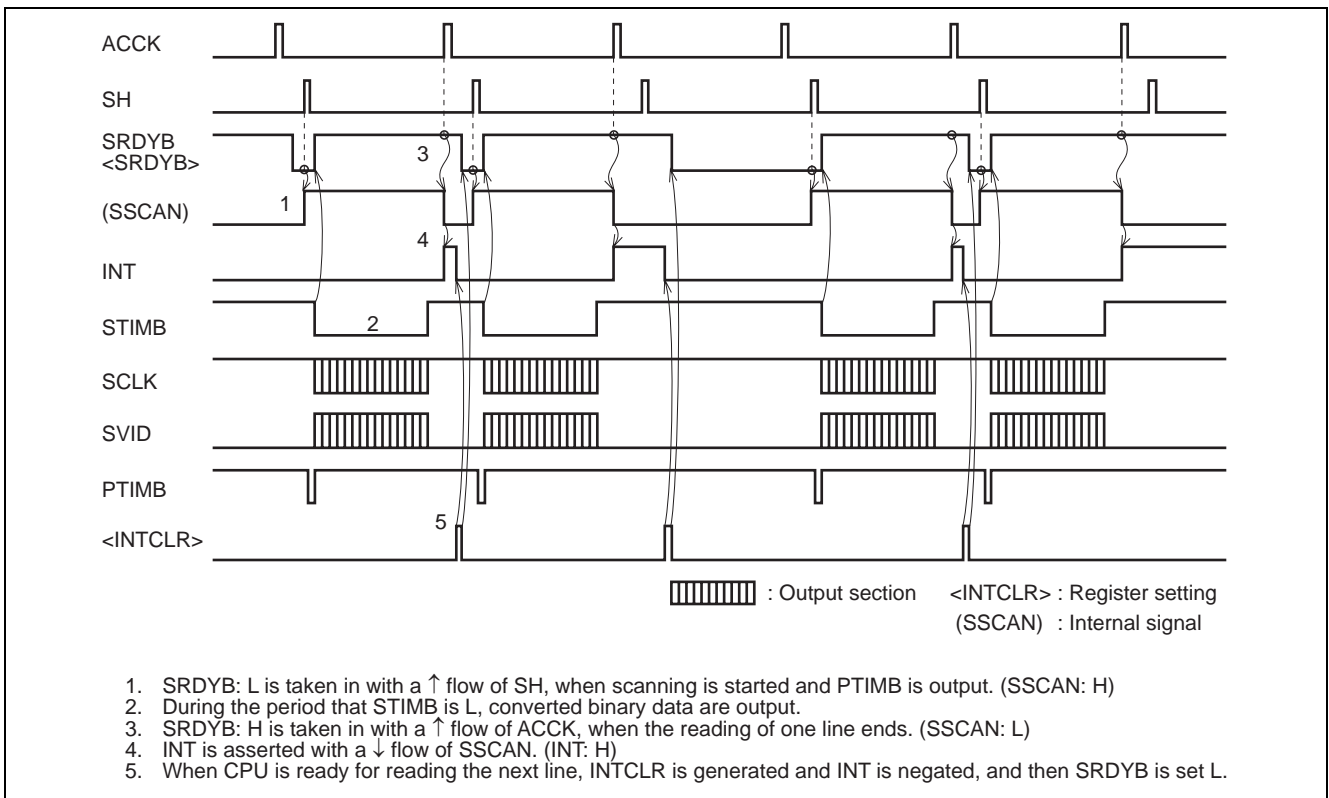 ACCK
SH
SRDYB
<SRDYB>
3
1
(SSCAN)
4
INT
STIMB
2
SCLK
SVID
PTIMB
5
<INTCLR>
: Output section <INTCLR> : Register setting
(SSCAN) : Internal signal
1. SRDYB: L is taken in with a ↑ flow of SH, when scanning is started and PTIMB is output. (SSCAN: H)
2. During the period that STIMB is L, converted binary data are output.
3. SRDYB: H is taken in with a ↑ flow of ACCK, when the reading of one line ends. (SSCAN: L)
4. INT is asserted with a ↓ flow of SSCAN. (INT: H)
5. When CPU is ready for reading the next line, INTCLR is generated and INT is negated, and then SRDYB is set L.